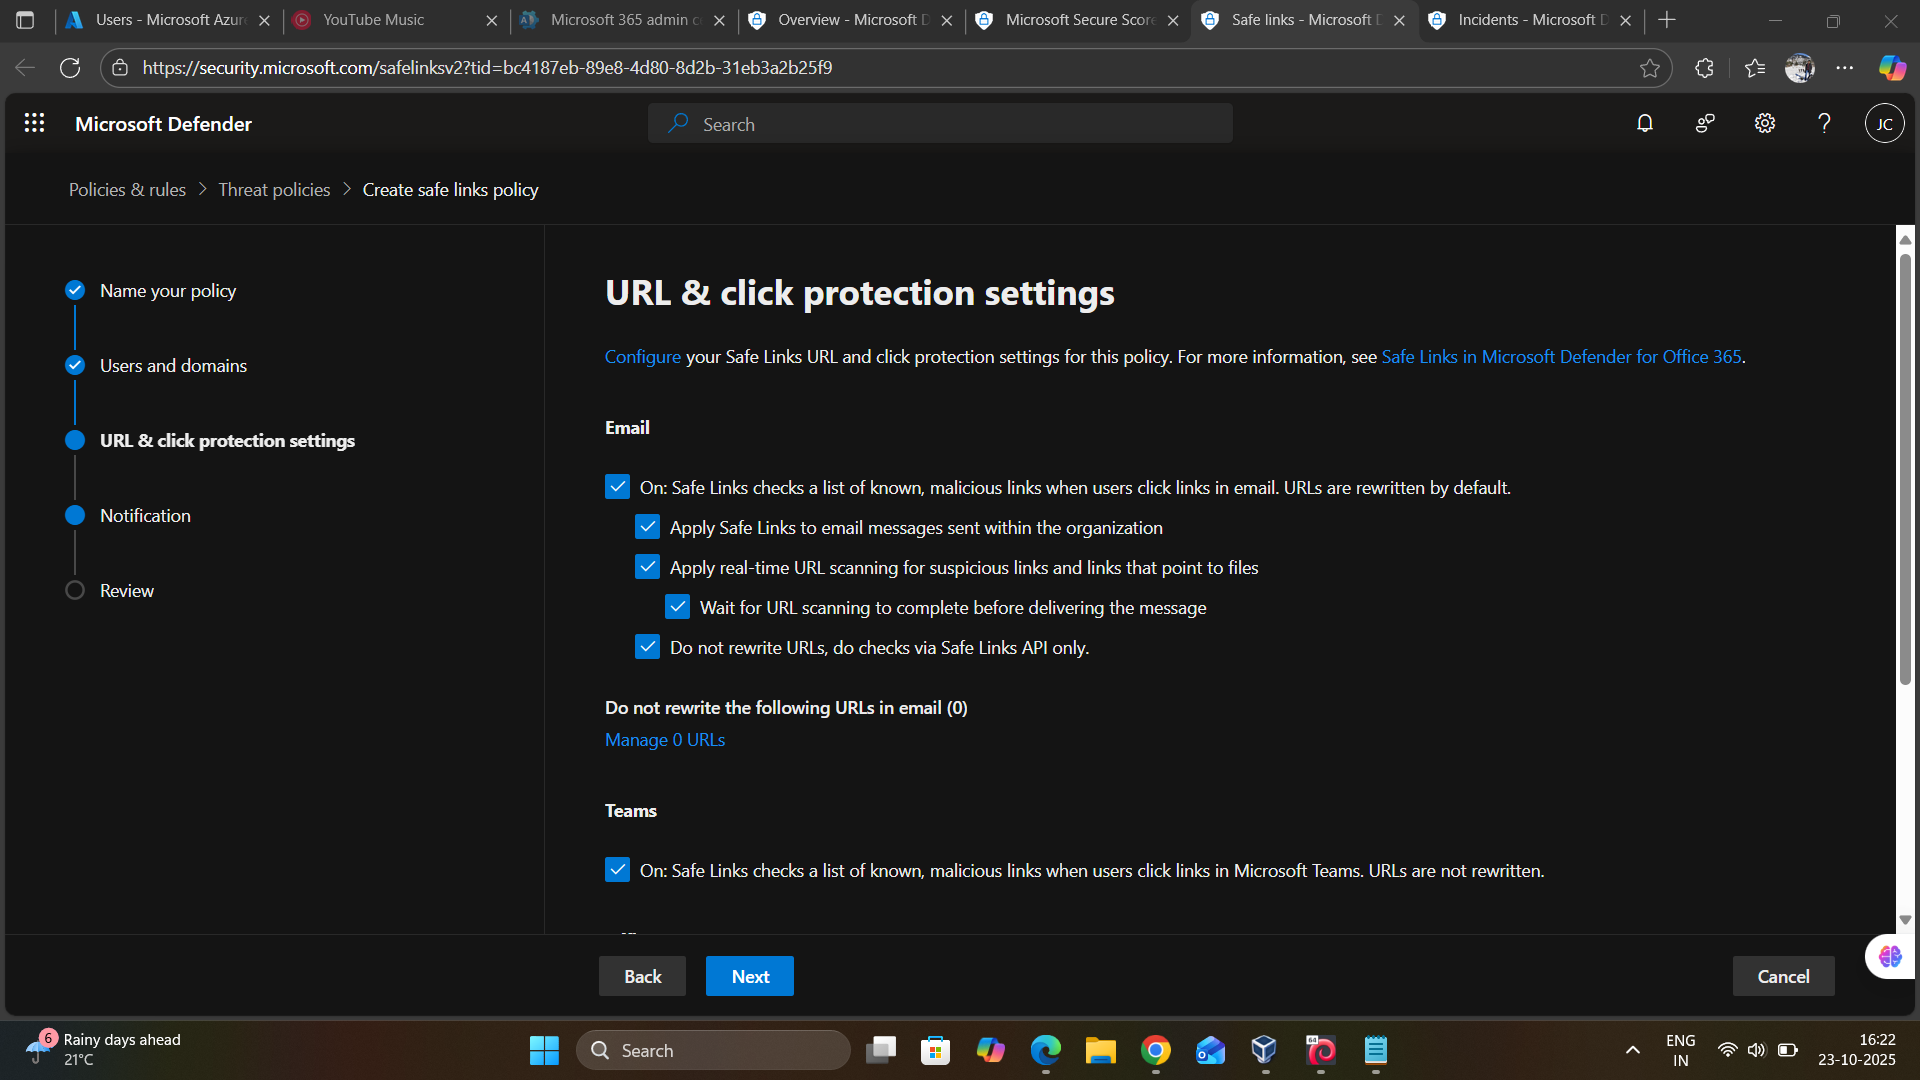 Users - Microsoft Azur
YouTube Music
Microsoft 365 admin c
Overview - Microsoft D
Microsoft Secure Score
Safe links - Microsoft D
Incidents - Microsoft D
https://security.microsoft.com/safelinksv2?tid=bc4187eb-89e8-4d80-8d2b-31eb3a2b25f9
Microsoft Defender
Search
JC
Policies & rules > Threat policies > Create safe links policy
Name your policy
Users and domains
URL & click protection settings
Notification
Review
URL & click protection settings
Configure your Safe Links URL and click protection settings for this policy. For more information, see Safe Links in Microsoft Defender for Office 365.
Email
On: Safe Links checks a list of known, malicious links when users click links in email. URLs are rewritten by default.
Apply Safe Links to email messages sent within the organization
Apply real-time URL scanning for suspicious links and links that point to files
Wait for URL scanning to complete before delivering the message
Do not rewrite URLs, do checks via Safe Links API only.
Do not rewrite the following URLs in email (0)
Manage 0 URLs
Teams
On: Safe Links checks a list of known, malicious links when users click links in Microsoft Teams. URLs are not rewritten.
Back
Next
Cancel
6
Rainy days ahead
21°C
Search
64
ENG
IN
16:22
23-10-2025